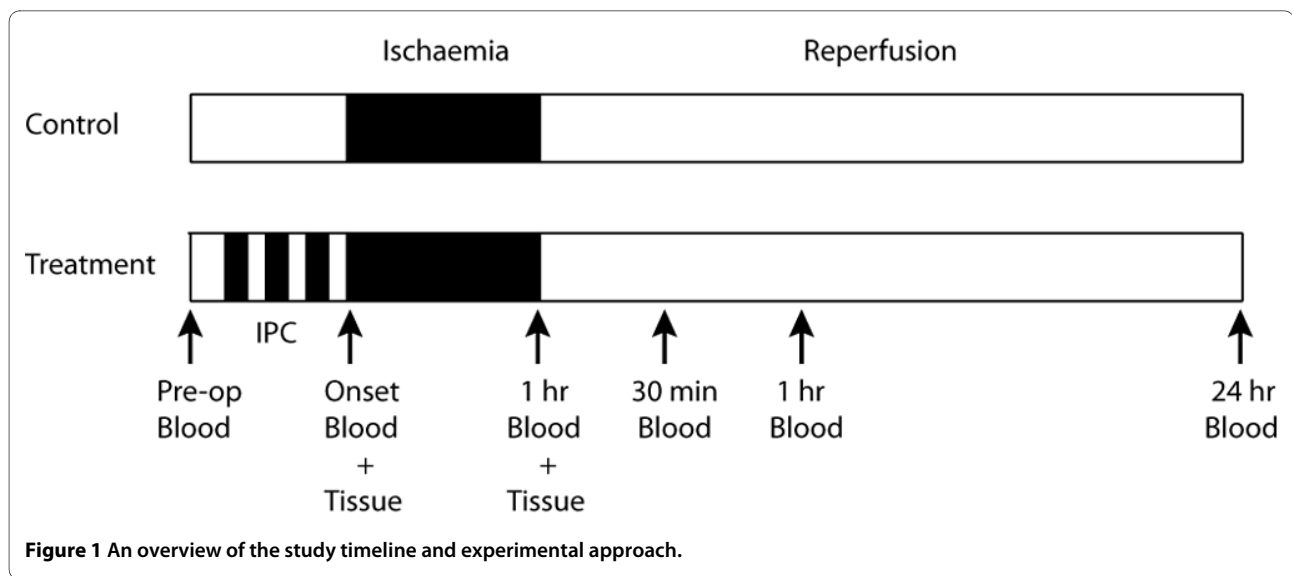 Ischaemia Reperfusion
Control
Treatment
IPC
Pre-op Onset 1 hr 30 min 1 hr 24 hr
Blood Blood Blood Blood Blood Blood
+ +
Tissue Tissue
Figure 1 An overview of the study timeline and experimental approach.